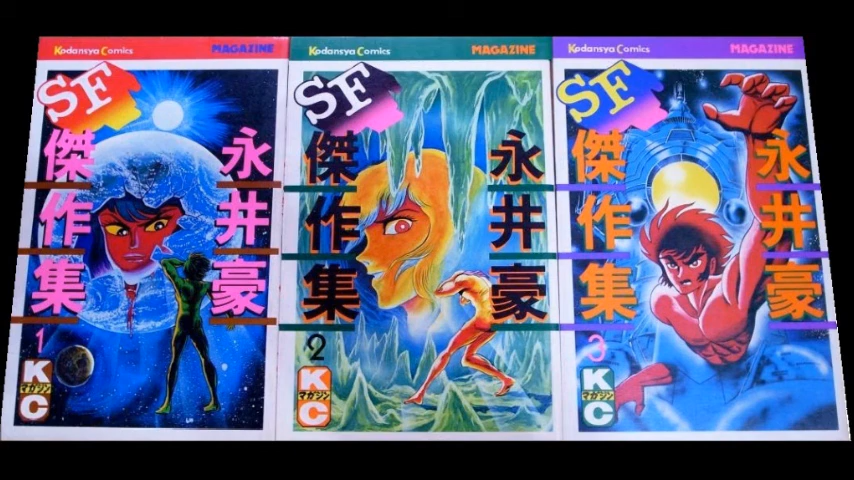 Kodansya Comics MAGAZINE
SF
永井豪
傑作集
1
KC
マガジン
Kodansya Comics MAGAZINE
SF
永井豪
傑作集
2
KC
マガジン
Kodansya Comics MAGAZINE
SF
永井豪
傑作集
3
KC
マガジン